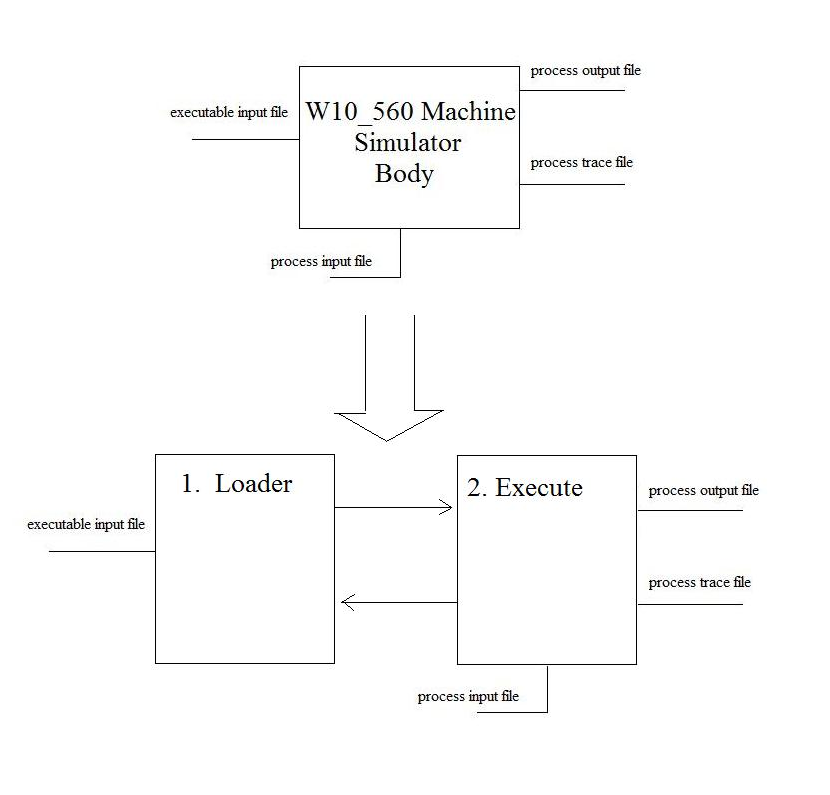 process output file
executable input file
W10_560 Machine
Simulator
Body
process trace file
process input file
1. Loader
2. Execute
process output file
executable input file
process trace file
process input file